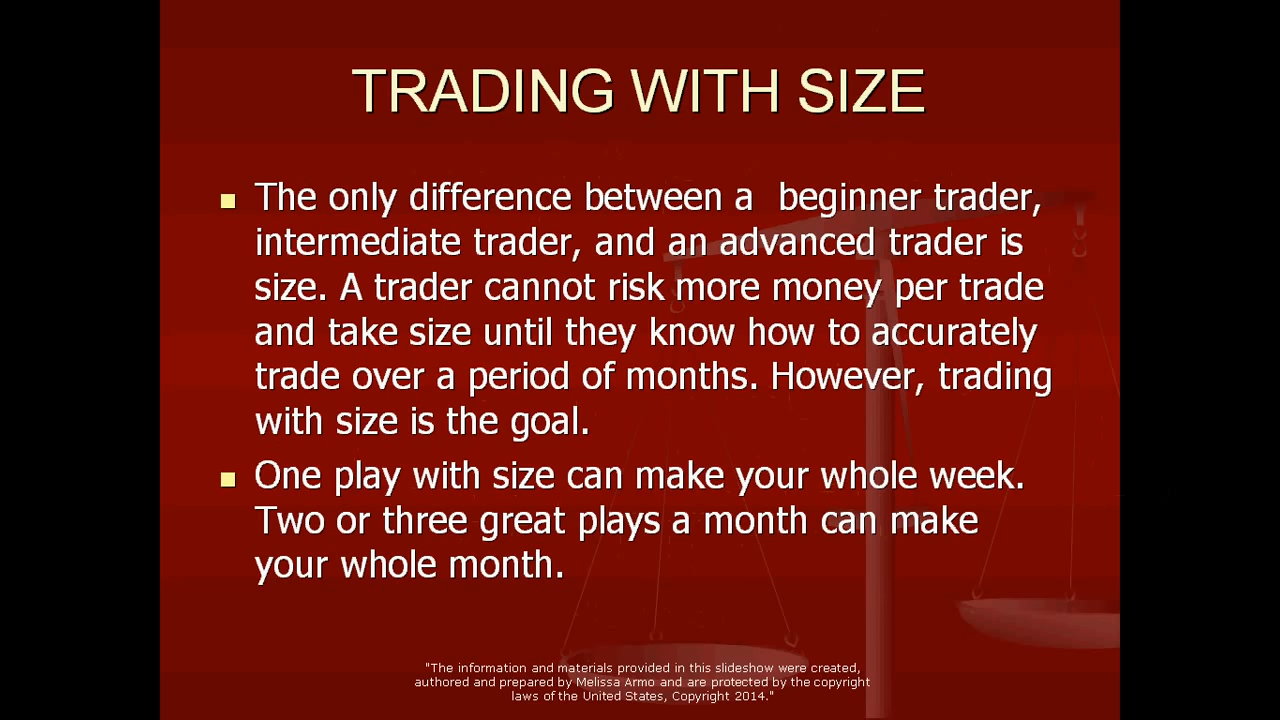 TRADING WITH SIZE
The only difference between a  beginner trader,
intermediate trader, and an advanced trader is
size. A trader cannot risk more money per trade
and take size until they know how to accurately
trade over a period of months. However, trading
with size is the goal.
One play with size can make your whole week.
Two or three great plays a month can make
your whole month.
"The information and materials provided in this slideshow were created,
authored and prepared by Melissa Armo and are protected by the copyright
laws of the United States, Copyright 2014."